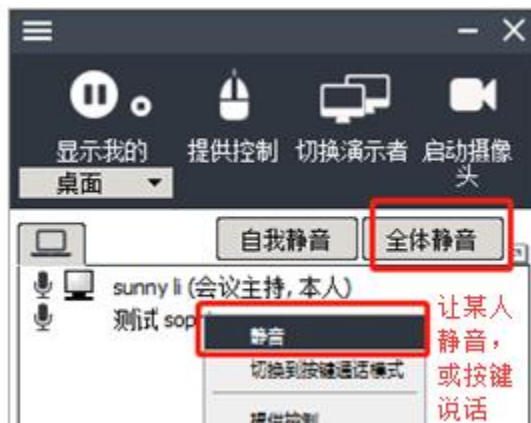 显示我的
桌面
提供控制
切换演示者
启动摄像
头
自我静音
全体静音
sunny li (会议主持, 本人)
测试 sop
静音
切换到按键通话模式
提供控制
让某人
静音，
或按键
说话